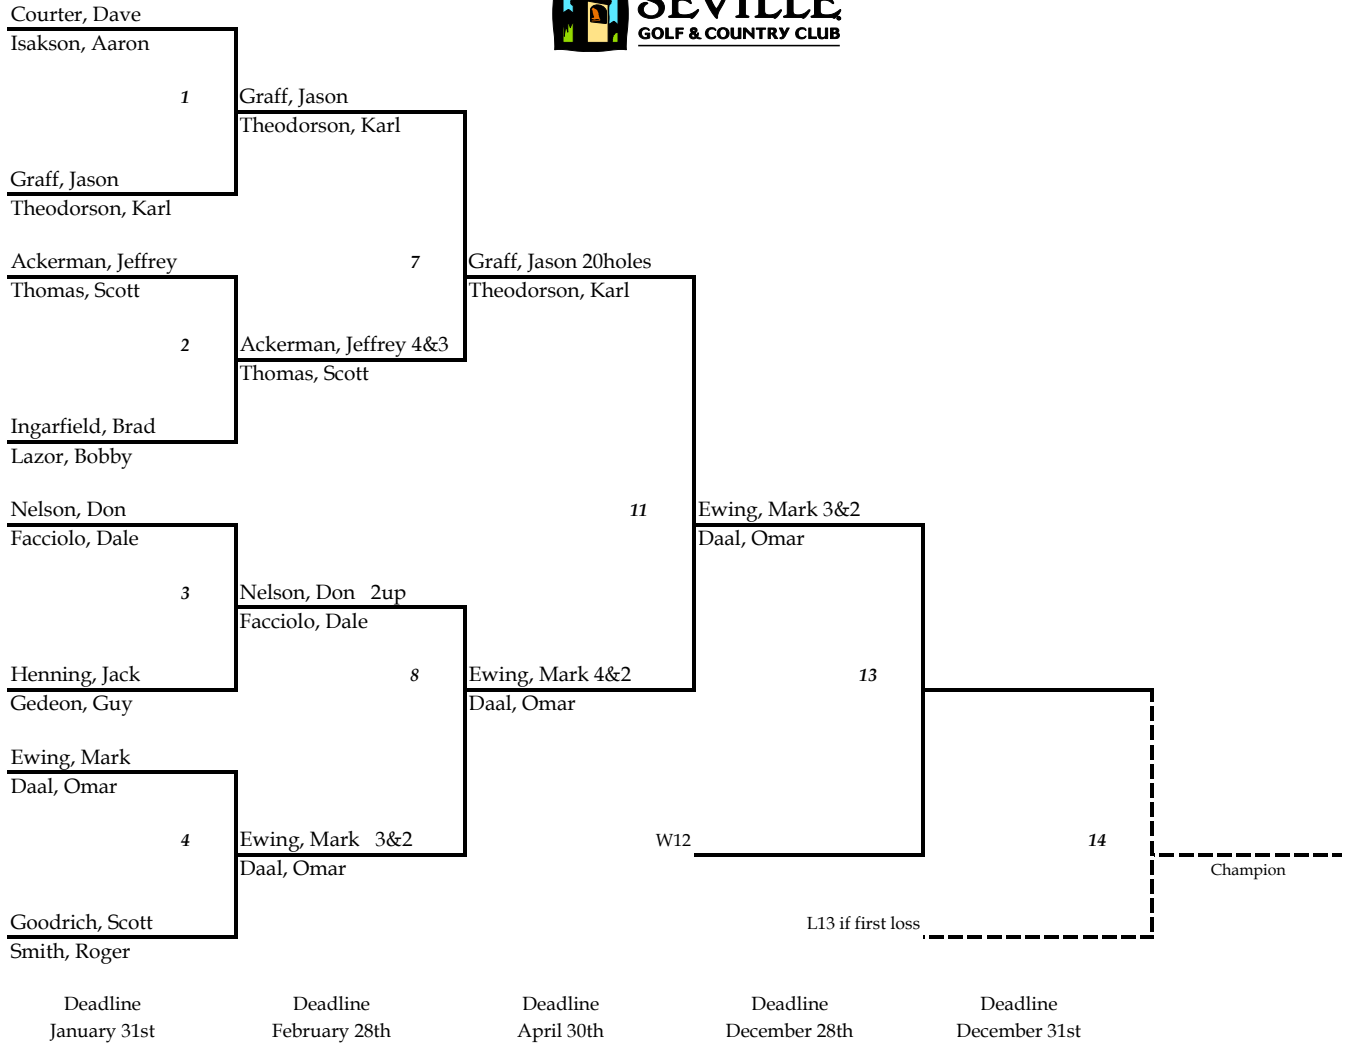 SEVILLE
GOLF & COUNTRY CLUB
Courter, Dave
Isakson, Aaron
1
Graff, Jason
Theodorson, Karl
Graff, Jason
Theodorson, Karl
Ackerman, Jeffrey
Thomas, Scott
7
Graff, Jason 20holes
Theodorson, Karl
2
Ackerman, Jeffrey 4&3
Thomas, Scott
Ingarfield, Brad
Lazor, Bobby
Nelson, Don
Facciolo, Dale
11
Ewing, Mark 3&2
Daal, Omar
3
Nelson, Don 2up
Facciolo, Dale
Henning, Jack
Gedeon, Guy
8
Ewing, Mark 4&2
Daal, Omar
13
Ewing, Mark
Daal, Omar
4
Ewing, Mark 3&2
Daal, Omar
W12
14
Champion
Goodrich, Scott
Smith, Roger
L13 if first loss
Deadline
January 31st
Deadline
February 28th
Deadline
April 30th
Deadline
December 28th
Deadline
December 31st